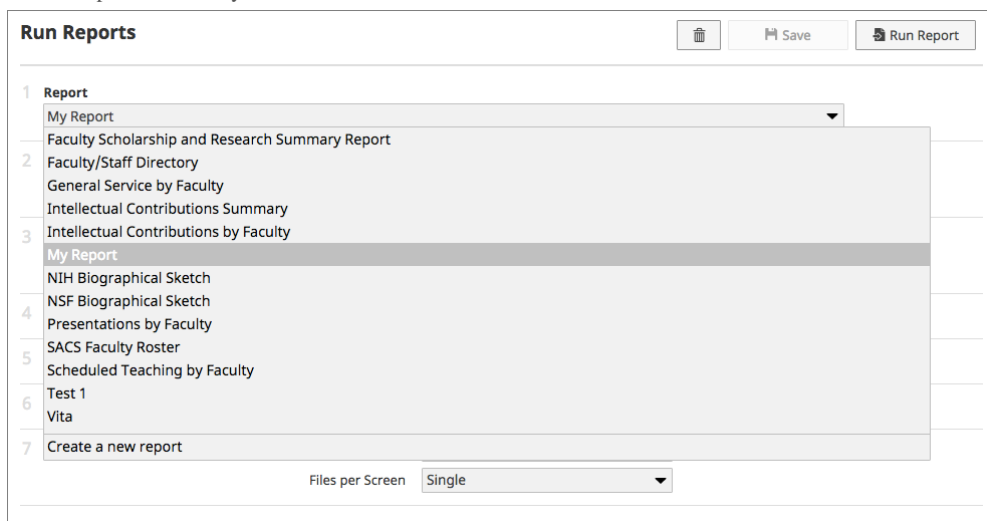 Run Reports
Save
Run Report
1 Report
My Report
Faculty Scholarship and Research Summary Report
2 Faculty/Staff Directory
General Service by Faculty
Intellectual Contributions Summary
3 Intellectual Contributions by Faculty
My Report
NIH Biographical Sketch
NSF Biographical Sketch
4 Presentations by Faculty
SACS Faculty Roster
5 Scheduled Teaching by Faculty
Test 1
6 Vita
7 Create a new report
Files per Screen Single